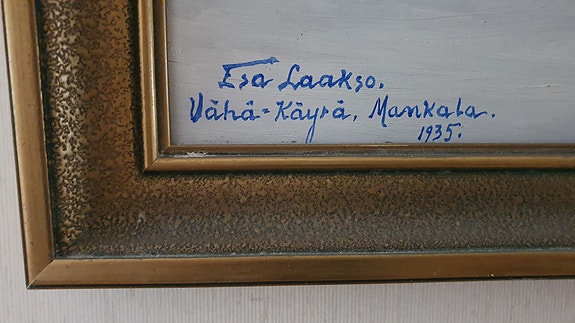 Esa Laakso.
Vähä-Käyrä, Mankala.
1935.